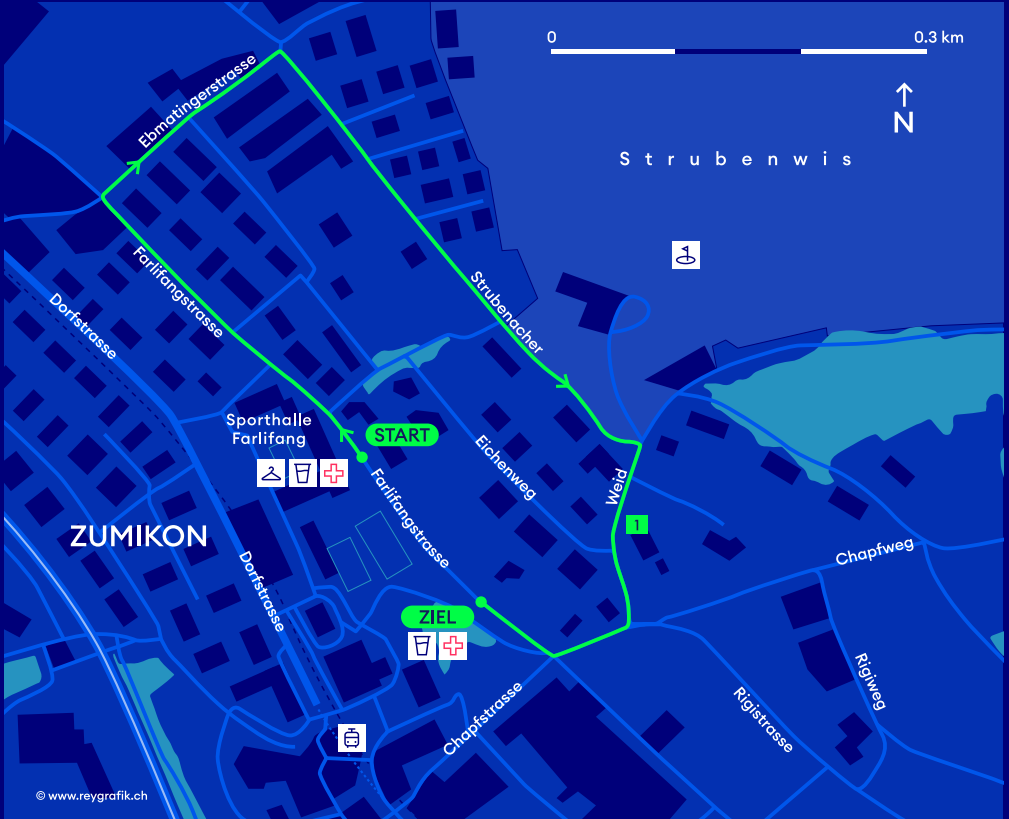 0 0.3 km
N
Strubenwis
Ebmatingerstrasse
Farlifangstrasse
Dorfstrasse
Strubenacher
Sporthalle
Farlifang
START
Eichenweg
Farlifangstrasse
Weid
1
ZUMIKON
Dorfstrasse
Chapfweg
ZIEL
Chapfstrasse
Rigistrasse
Rigiweg
© www.reygrafik.ch